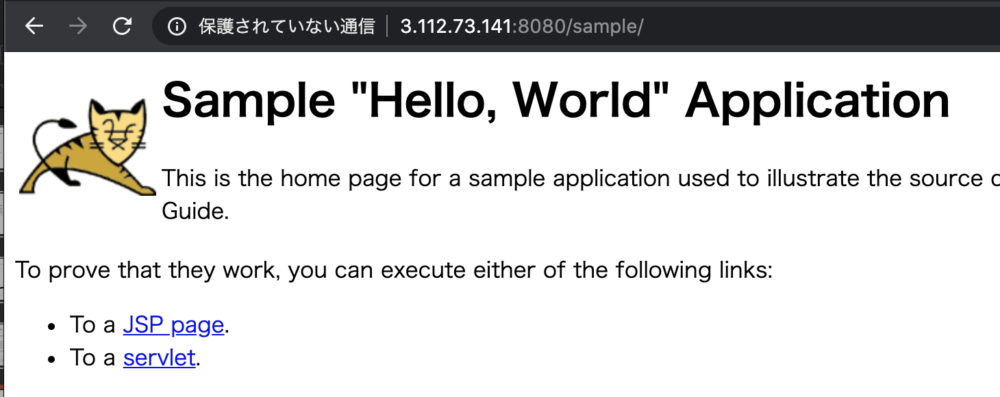 保護されていない通信 3.112.73.141:8080/sample/
Sample "Hello, World" Application
This is the home page for a sample application used to illustrate the source
Guide.
To prove that they work, you can execute either of the following links:
• To a JSP page.
• To a servlet.